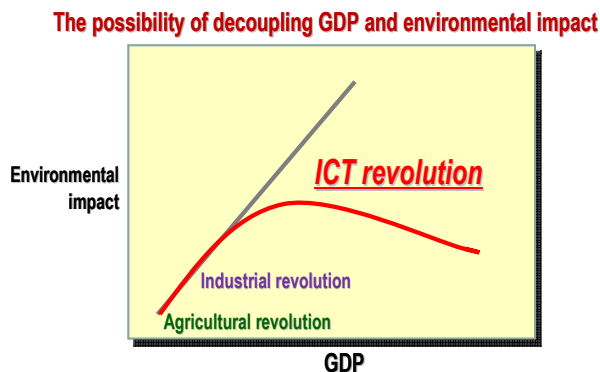 The possibility of decoupling GDP and environmental impact
Environmental
impact
ICT revolution
Industrial revolution
Agricultural revolution
GDP